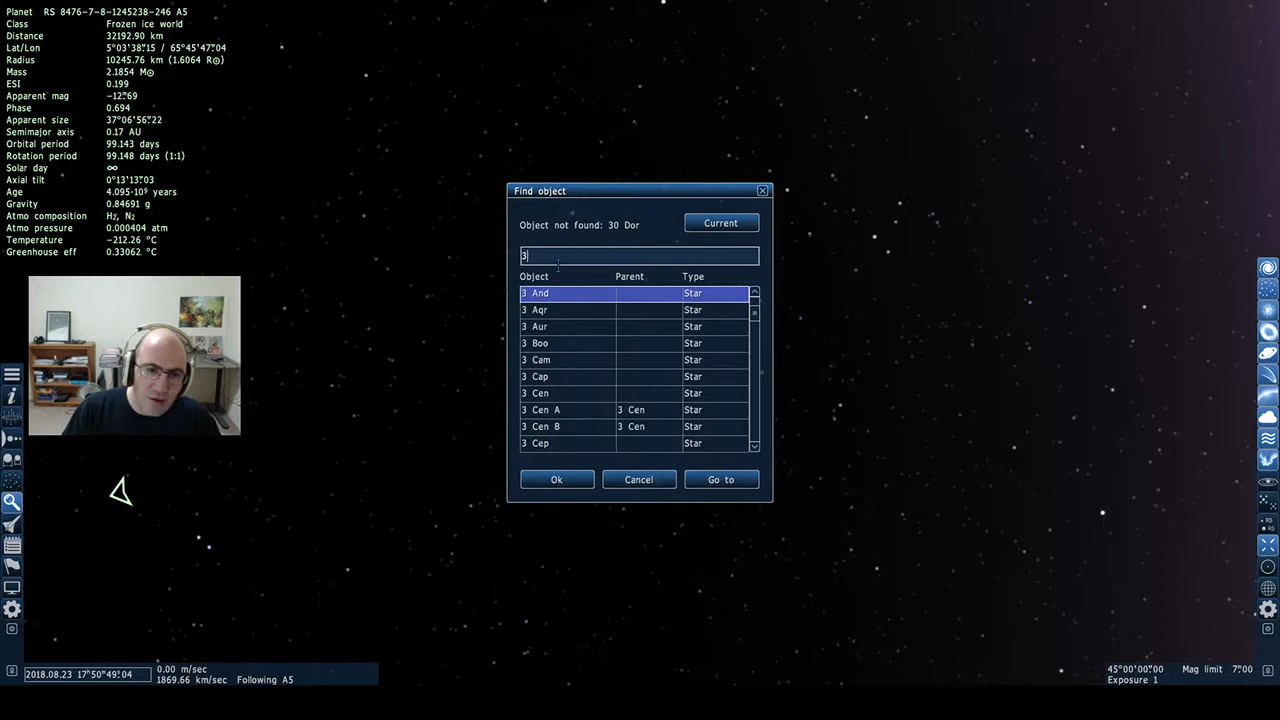 Planet RS 8476-7-8-1245238-246 A5
Class Frozen ice world
Distance 32192.90 km
Lat/Lon 5°03'38"15 / 65°45'47"04
Radius 10245.76 km (1.6064 R⊙)
Mass 2.1854 M⊙
ESI 0.199
Apparent mag -12.69
Phase 0.694
Apparent size 37°06'56"22
Semimajor axis 0.17 AU
Orbital period 99.143 days
Rotation period 99.148 days (1:1)
Solar day ∞
Axial tilt 0°13'13"03
Age 4.095·10⁹ years
Gravity 0.84691 g
Atmo composition H₂, N₂
Atmo pressure 0.000404 atm
Temperature -212.26 °C
Greenhouse eff 0.33062 °C
Find object
Object not found: 30 Dor Current
3
Object Parent Type
3 And Star
3 Aqr Star
3 Aur Star
3 Boo Star
3 Cam Star
3 Cap Star
3 Cen Star
3 Cen A 3 Cen Star
3 Cen B 3 Cen Star
3 Cep Star
Ok Cancel Go to
RS
RS
2018.08.23 17ʰ50ᵐ49ˢ04
0.00 m/sec
1869.66 km/sec Following A5
45°00'00"00 Mag limit 7ᵐ00
Exposure 1